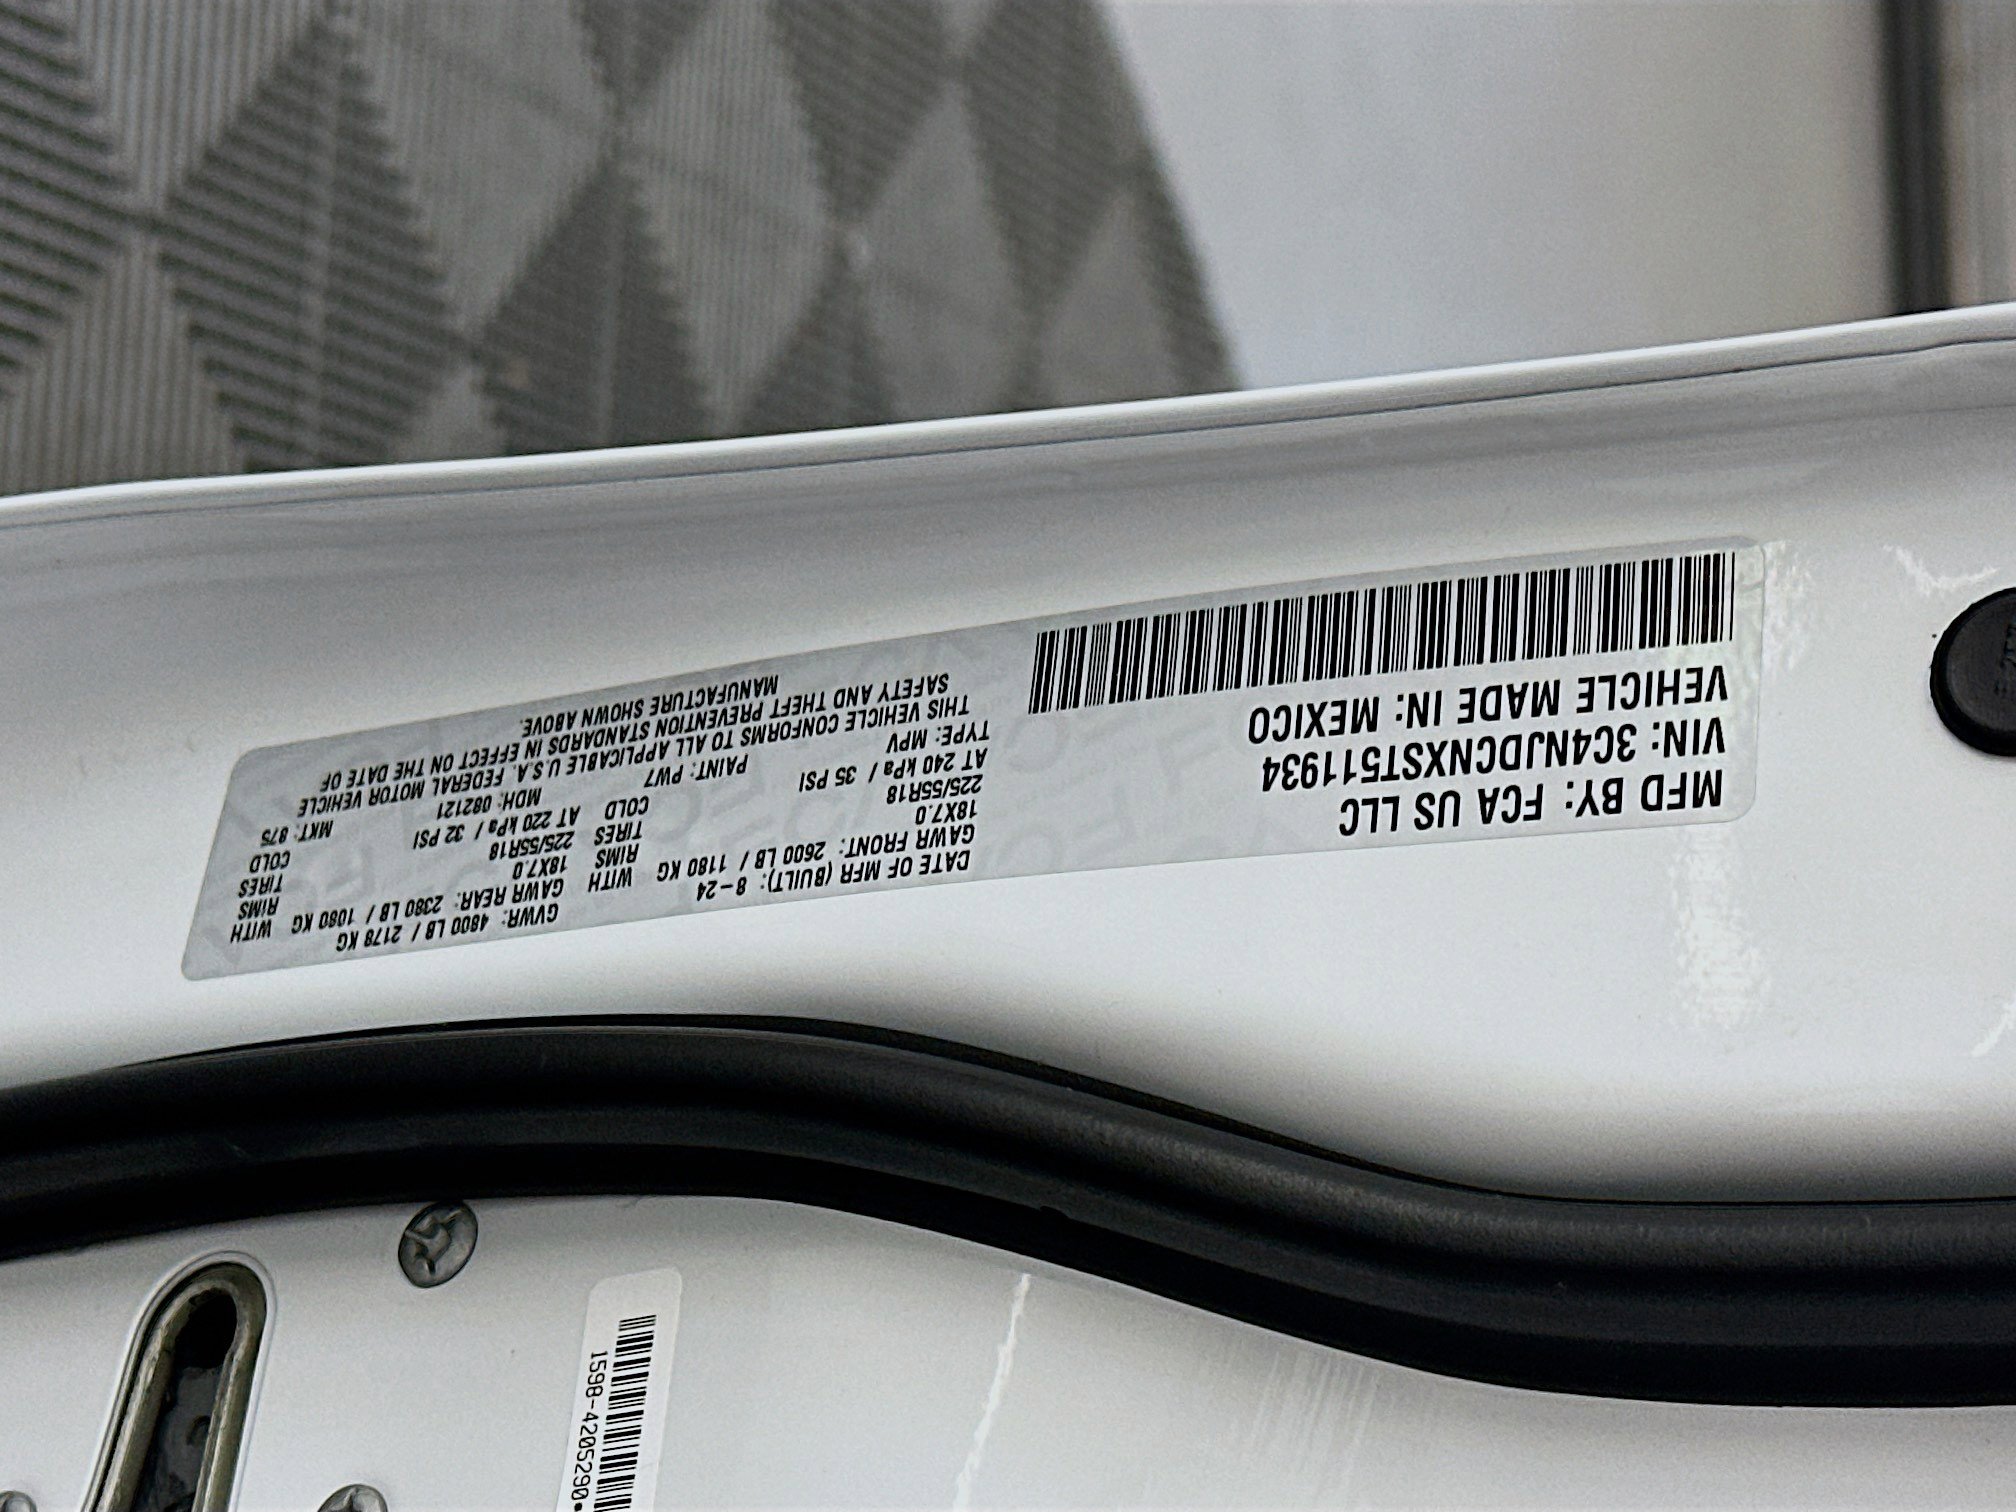 MFD BY: FCA US LLC
VIN: 3C4NJDCNXST511934
VEHICLE MADE IN: MEXICO
DATE OF MFR (BUILT): 8-24 GVWR: 4800 LB / 2178 KG
GAWR FRONT: 2600 LB / 1180 KG WITH GAWR REAR: 2380 LB / 1080 KG WITH
18X7.0 RIMS 18X7.0 RIMS
225/55R18 TIRES 225/55R18 TIRES
AT 240 kPa / 35 PSI COLD AT 220 kPa / 32 PSI COLD
TYPE: MPV PAINT: PW7 MDH: 082121 MKT: 875
THIS VEHICLE CONFORMS TO ALL APPLICABLE U.S.A. FEDERAL MOTOR VEHICLE
SAFETY AND THEFT PREVENTION STANDARDS IN EFFECT ON THE DATE OF
MANUFACTURE SHOWN ABOVE.
1598-4205290